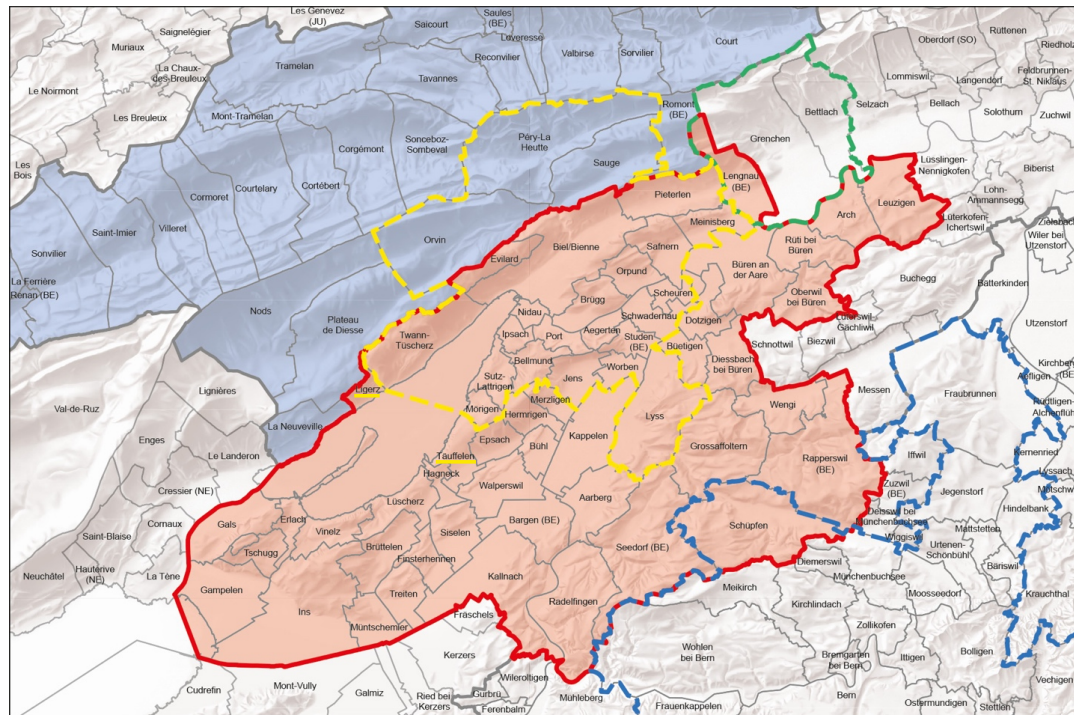 Les Genevez
(JU)
Saignelégier
Saicourt
Saules
(BE)
Loveresse
Court
Muriaux
Reconvilier
Valbirse
Sorvilier
Oberdorf (SO)
Rüttenen
Riedholz
La Chaux-
des-Breuleux
Tramelan
Tavannes
Lommiswil
Langendorf
Feldbrunnen-
St. Niklaus
Le Noirmont
Les Breuleux
Mont-Tramelan
Romont
(BE)
Bettlach
Selzach
Bellach
Solothurn
Zuchwil
Sonceboz-
Sombeval
Péry-La
Heutte
Grenchen
Les
Bois
Corgémont
Sauge
Lengnau
(BE)
Lüsslingen-
Nennigkofen
Biberist
Cormoret
Courtelary
Cortébert
Pieterlen
Leuzigen
Lohn-
Ammannsegg
Arch
Meinisberg
Lüterkofen-
Ichertswil
Saint-Imier
Villeret
Orvin
Biel/Bienne
Safnern
Rüti bei
Büren
Wiler bei
Utzenstorf
Sonvilier
Evilard
Büren an
der Aare
La Ferrière
Renan (BE)
Orpund
Buchegg
Bätterkinden
Nods
Plateau
de Diesse
Brügg
Scheuren
Oberwil
bei Büren
Nidau
Schwadernau
Dotzigen
Utzenstorf
Twann-
Tüscherz
Ipsach
Port
Aegerten
Studen
(BE)
Büetigen
Schnottwil
Biezwil
Bellmund
Diessbach
bei Büren
Lignières
Ligerz
Sutz-
Lattrigen
Jens
Worben
Messen
Fraubrunnen
Val-de-Ruz
Mörigen
Merzligen
Hermrigen
Lyss
Wengi
La Neuveville
Enges
Epsach
Bühl
Kappelen
Grossaffoltern
Kernenried
Le Landeron
Täuffelen
Hagneck
Rapperswil
(BE)
Iffwil
Lyssach
Cressier (NE)
Walperswil
Zuzwil
(BE)
Jegenstorf
Cornaux
Lüscherz
Aarberg
Hindelbank
Gals
Erlach
Vinelz
Siselen
Bargen (BE)
Schüpfen
Deisswil bei
Münchenbuchsee
Wiggiswil
Mattstetten
Saint-Blaise
Brüttelen
Urtenen-
Schönbühl
Tschugg
Finsterhennen
Seedorf (BE)
Hauterive
(NE)
La Tène
Diemerswil
Bäriswil
Neuchâtel
Kallnach
Meikirch
Münchenbuchsee
Gampelen
Treiten
Radelfingen
Moosseedorf
Krauchthal
Ins
Fräschels
Kirchlindach
Müntschemier
Zollikofen
Kerzers
Wohlen
bei Bern
Bremgarten
bei Bern
Ittigen
Bolligen
Wileroltigen
Vechigen
Cudrefin
Mont-Vully
Galmiz
Ried bei
Kerzers
Gurbrü
Ferenbalm
Mühleberg
Frauenkappelen
Bern
Ostermundigen
Stettlen